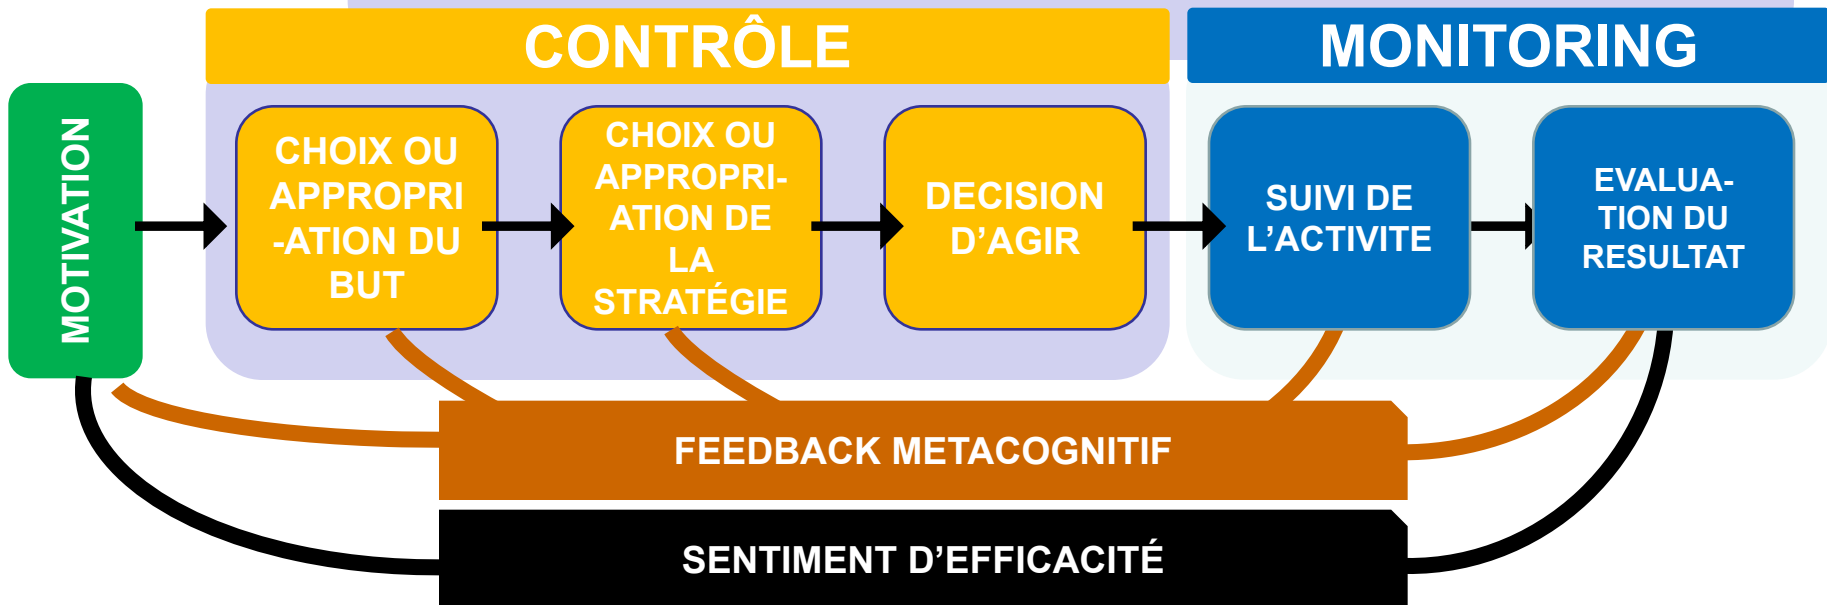 CONTRÔLE
MONITORING
MOTIVATION
CHOIX OU
APPROPRI
-ATION DU
BUT
CHOIX OU
APPROPRI-
ATION DE
LA
STRATÉGIE
DECISION
D’AGIR
SUIVI DE
L’ACTIVITE
EVALUA-
TION DU
RESULTAT
FEEDBACK METACOGNITIF
SENTIMENT D’EFFICACITÉ